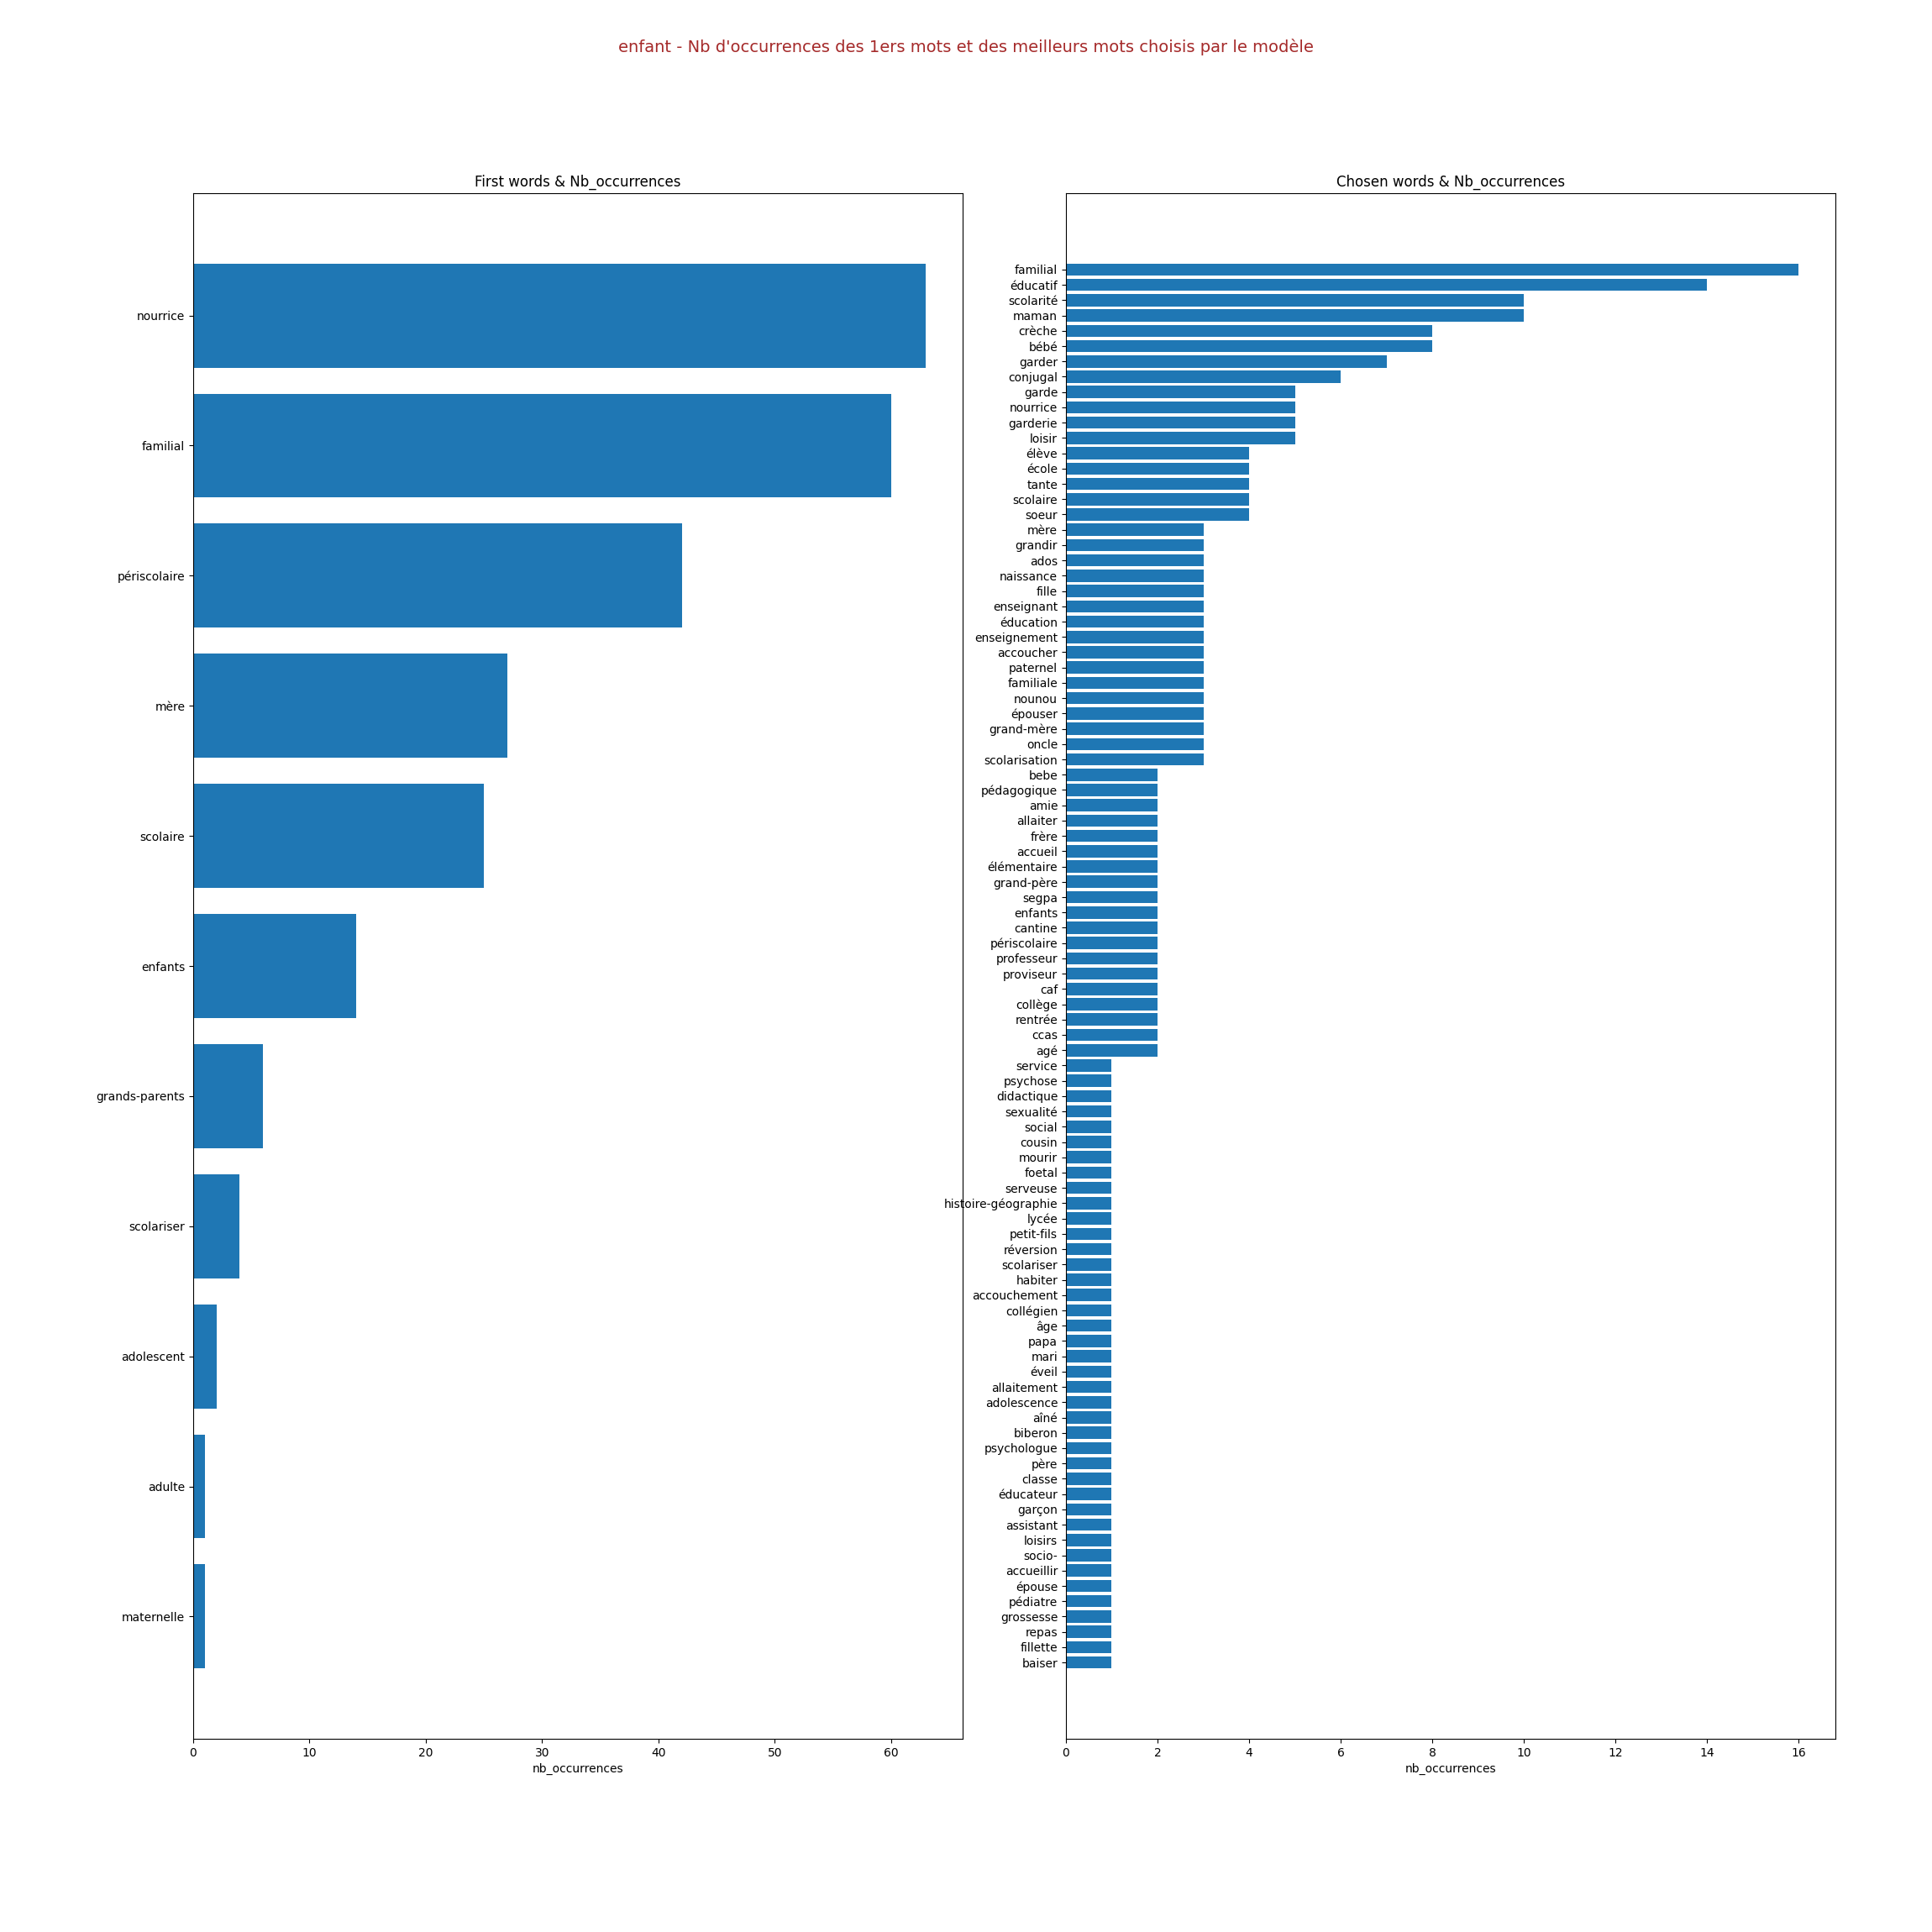 enfant - Nb d'occurrences des 1ers mots et des meilleurs mots choisis par le modèle
First words & Nb_occurrences
nourrice
familial
périscolaire
mère
scolaire
enfants
grands-parents
scolariser
adolescent
adulte
maternelle
0 10 20 30 40 50 60
nb_occurrences
Chosen words & Nb_occurrences
familial
éducatif
scolarité
maman
crèche
bébé
garder
conjugal
garde
nourrice
garderie
loisir
élève
école
tante
scolaire
soeur
mère
grandir
ados
naissance
fille
enseignant
éducation
enseignement
accoucher
paternel
familiale
nounou
épouser
grand-mère
oncle
scolarisation
bebe
pédagogique
amie
allaiter
frère
accueil
élémentaire
grand-père
segpa
enfants
cantine
périscolaire
professeur
proviseur
caf
collège
rentrée
ccas
agé
service
psychose
didactique
sexualité
social
cousin
mourir
foetal
serveuse
histoire-géographie
lycée
petit-fils
réversion
scolariser
habiter
accouchement
collégien
âge
papa
mari
éveil
allaitement
adolescence
aîné
biberon
psychologue
père
classe
éducateur
garçon
assistant
loisirs
socio-
accueillir
épouse
pédiatre
grossesse
repas
fillette
baiser
0 2 4 6 8 10 12 14 16
nb_occurrences